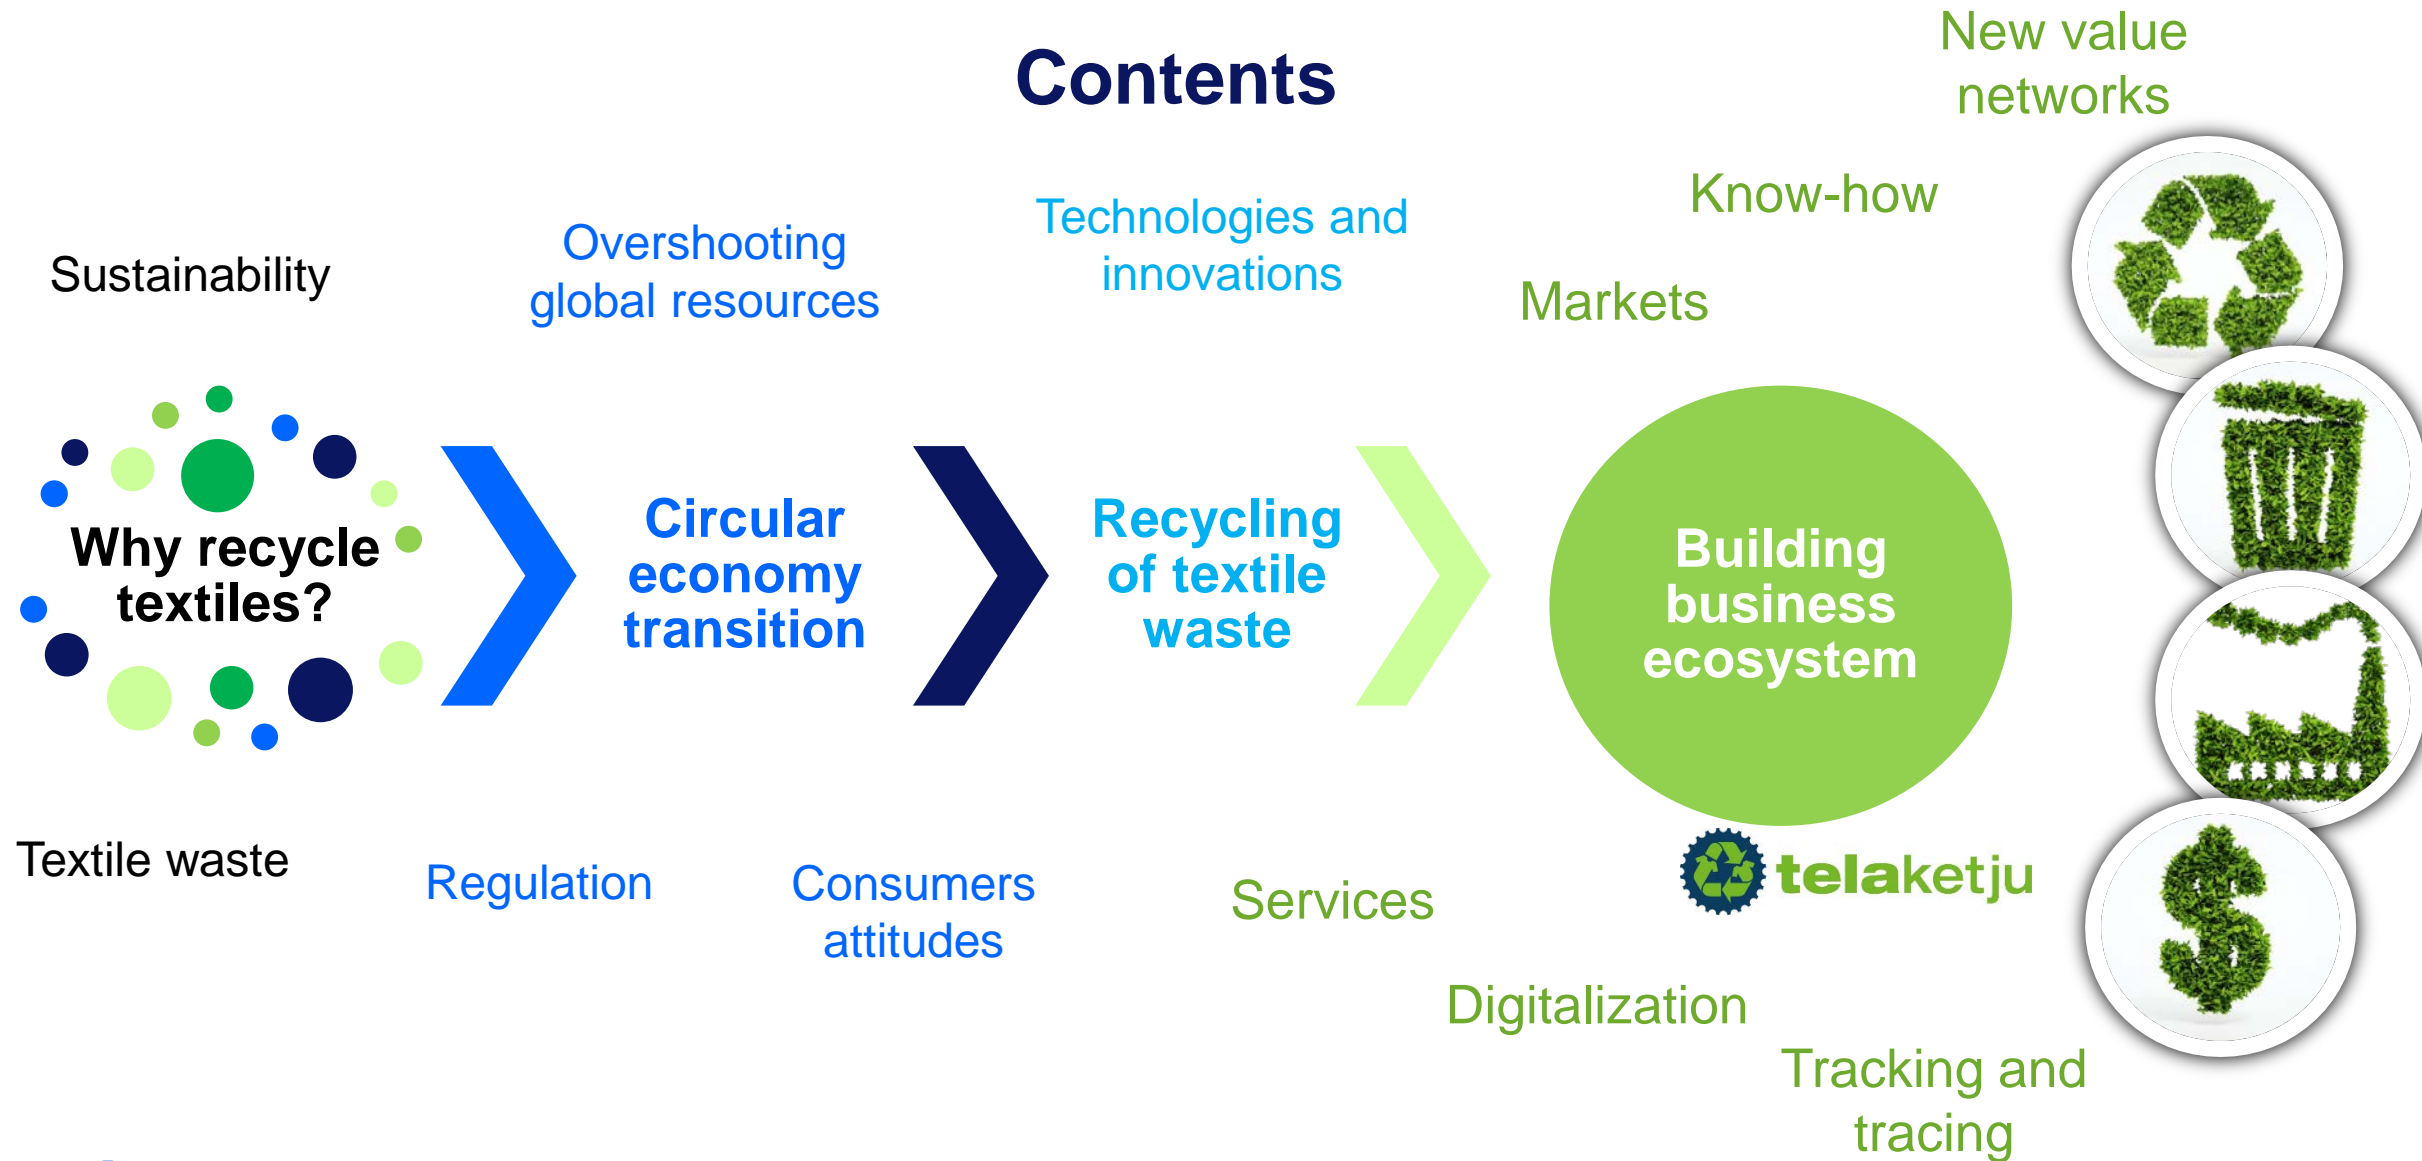 Contents
New value
networks
Know-how
Technologies and
innovations
Overshooting
global resources
Sustainability
Markets
Why recycle
textiles?
Circular
economy
transition
Recycling
of textile
waste
Building
business
ecosystem
telaketju
Textile waste
Regulation
Consumers
attitudes
Services
Digitalization
Tracking and
tracing